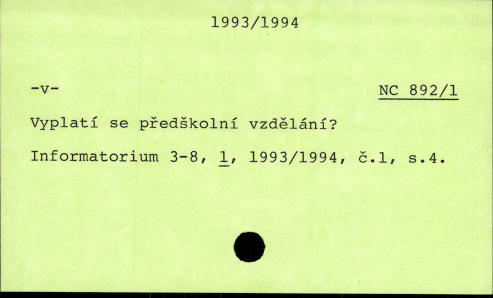 1993/1994
-v- NC 892/1
Vyplatí se předškolní vzdělání?
Informatorium 3-8, 1, 1993/1994, č.1, s.4.